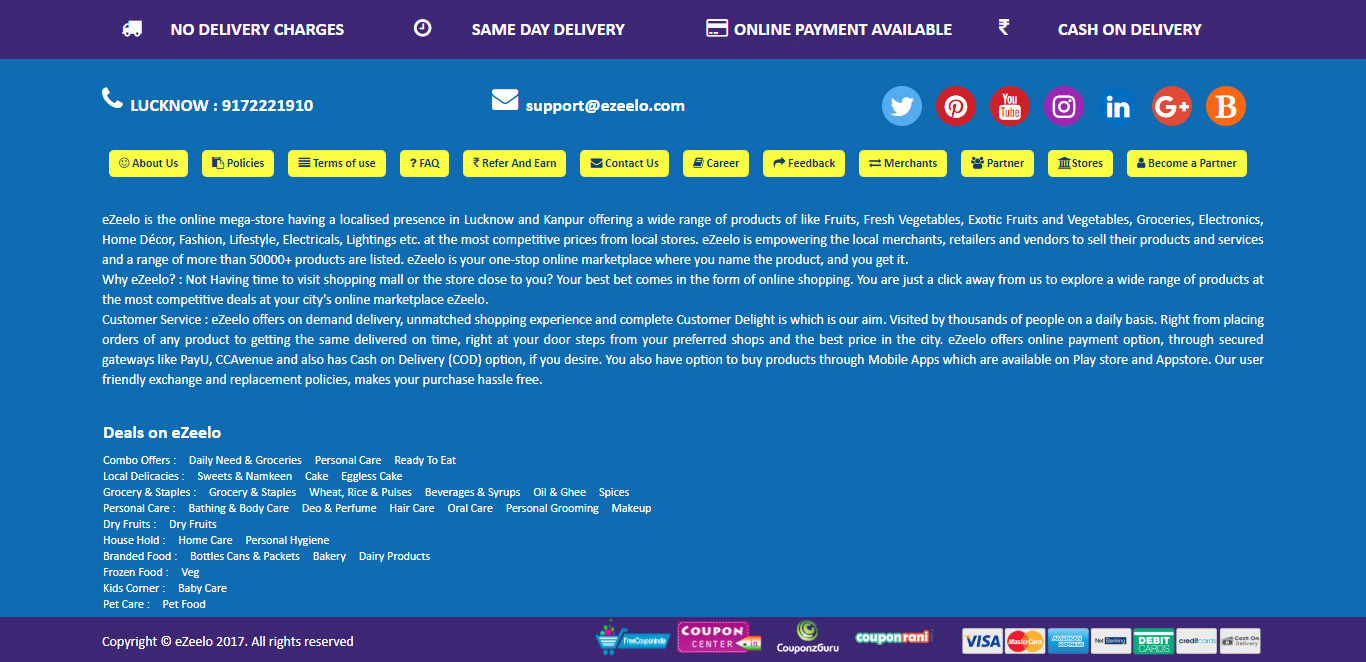 NO DELIVERY CHARGES SAME DAY DELIVERY ONLINE PAYMENT AVAILABLE ₹ CASH ON DELIVERY
LUCKNOW : 9172221910 support@ezeelo.com You Tube in G+ B
About Us Policies Terms of use ? FAQ ₹ Refer And Earn Contact Us Career Feedback Merchants Partner Stores Become a Partner
eZeelo is the online mega-store having a localised presence in Lucknow and Kanpur offering a wide range of products of like Fruits, Fresh Vegetables, Exotic Fruits and Vegetables, Groceries, Electronics,
Home Décor, Fashion, Lifestyle, Electricals, Lightings etc. at the most competitive prices from local stores. eZeelo is empowering the local merchants, retailers and vendors to sell their products and services
and a range of more than 50000+ products are listed. eZeelo is your one-stop online marketplace where you name the product, and you get it.
Why eZeelo? : Not Having time to visit shopping mall or the store close to you? Your best bet comes in the form of online shopping. You are just a click away from us to explore a wide range of products at
the most competitive deals at your city's online marketplace eZeelo.
Customer Service : eZeelo offers on demand delivery, unmatched shopping experience and complete Customer Delight is which is our aim. Visited by thousands of people on a daily basis. Right from placing
orders of any product to getting the same delivered on time, right at your door steps from your preferred shops and the best price in the city. eZeelo offers online payment option, through secured
gateways like PayU, CCAvenue and also has Cash on Delivery (COD) option, if you desire. You also have option to buy products through Mobile Apps which are available on Play store and Appstore. Our user
friendly exchange and replacement policies, makes your purchase hassle free.
Deals on eZeelo
Combo Offers : Daily Need & Groceries Personal Care Ready To Eat
Local Delicacies : Sweets & Namkeen Cake Eggless Cake
Grocery & Staples : Grocery & Staples Wheat, Rice & Pulses Beverages & Syrups Oil & Ghee Spices
Personal Care : Bathing & Body Care Deo & Perfume Hair Care Oral Care Personal Grooming Makeup
Dry Fruits : Dry Fruits
House Hold : Home Care Personal Hygiene
Branded Food : Bottles Cans & Packets Bakery Dairy Products
Frozen Food : Veg
Kids Corner : Baby Care
Pet Care : Pet Food
Copyright © eZeelo 2017. All rights reserved FreeCouponIndia COUPON CENTER .in CouponzGuru couponrani VISA MasterCard AMERICAN EXPRESS Net Banking DEBIT CARDS creditcards Cash On Delivery